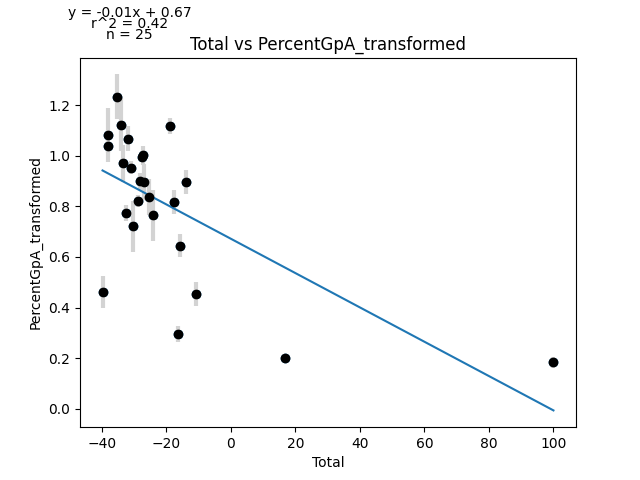 y = -0.01x + 0.67
r^2 = 0.42
n = 25
Total vs PercentGpA_transformed
PercentGpA_transformed
1.2
1.0
0.8
0.6
0.4
0.2
0.0
−40 −20 0 20 40 60 80 100
Total